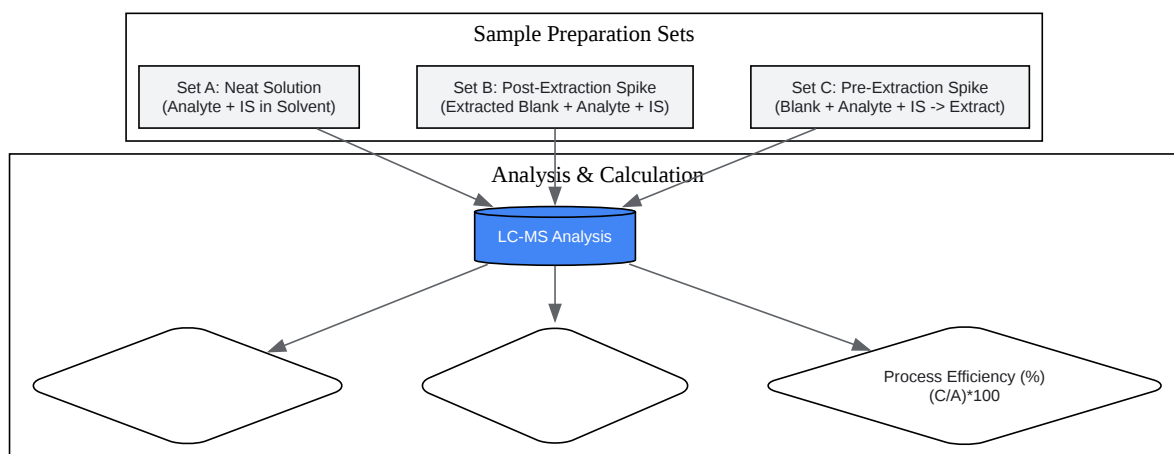 Sample Preparation Sets
Set A: Neat Solution
(Analyte + IS in Solvent)
Set B: Post-Extraction Spike
(Extracted Blank + Analyte + IS)
Set C: Pre-Extraction Spike
(Blank + Analyte + IS -> Extract)
Analysis & Calculation
LC-MS Analysis
Process Efficiency (%)
(C/A)*100